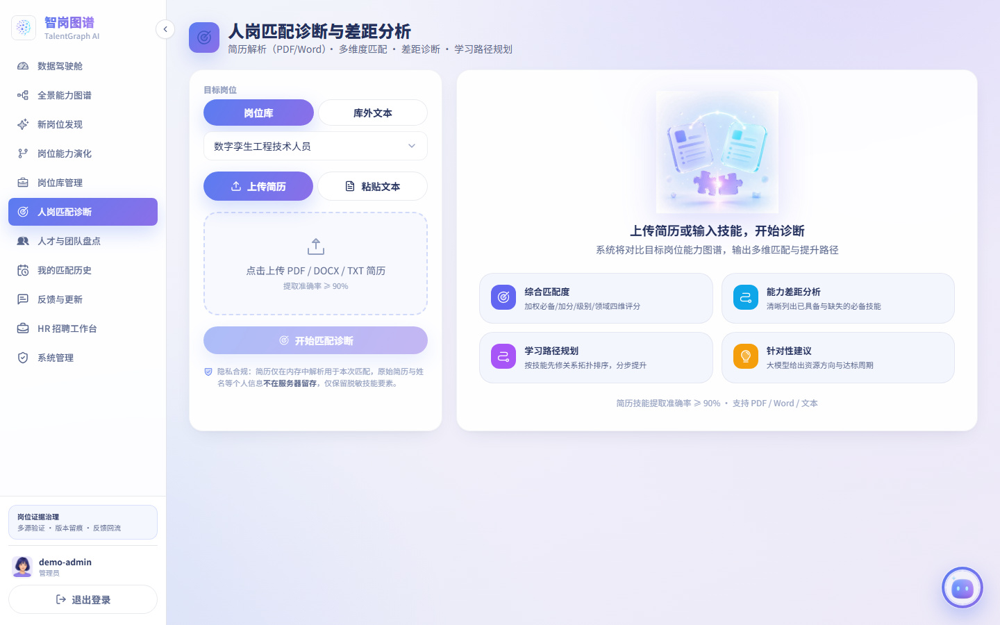 智岗图谱
TalentGraph AI
数据驾驶舱
全景能力图谱
新岗位发现
岗位能力演化
岗位库管理
人岗匹配诊断
人才与团队盘点
我的匹配历史
反馈与更新
HR 招聘工作台
系统管理
岗位证据治理
多源验证 · 版本留痕 · 反馈回流
demo-admin
管理员
退出登录
人岗匹配诊断与差距分析
简历解析（PDF/Word）· 多维度匹配 · 差距诊断 · 学习路径规划
目标岗位
岗位库
库外文本
数字孪生工程技术人员
上传简历
粘贴文本
点击上传 PDF / DOCX / TXT 简历
提取准确率 ≥ 90%
开始匹配诊断
隐私合规：简历仅在内存中解析用于本次匹配，原始简历与姓
名等个人信息不在服务器留存，仅保留脱敏技能要素。
上传简历或输入技能，开始诊断
系统将对比目标岗位能力图谱，输出多维匹配与提升路径
综合匹配度
加权必备/加分/级别/领域四维评分
能力差距分析
清晰列出已具备与缺失的必备技能
学习路径规划
按技能先修关系拓扑排序，分步提升
针对性建议
大模型给出资源方向与达标周期
简历技能提取准确率 ≥ 90% · 支持 PDF / Word / 文本